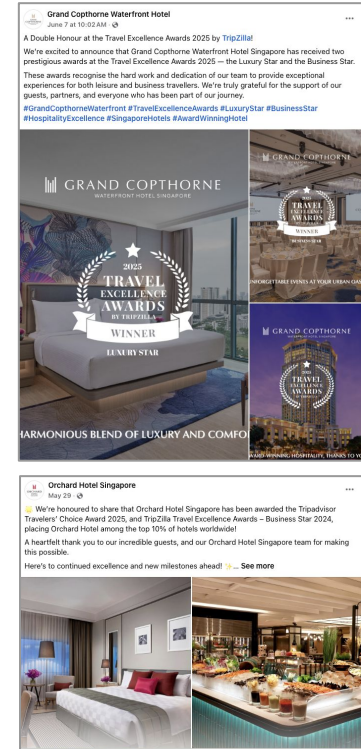 Grand Copthorne Waterfront Hotel
June 7 at 10:02 AM ·
A Double Honour at the Travel Excellence Awards 2025 by TripZilla!
We're excited to announce that Grand Copthorne Waterfront Hotel Singapore has received two
prestigious awards at the Travel Excellence Awards 2025 — the Luxury Star and the Business Star.
These awards recognise the hard work and dedication of our team to provide exceptional
experiences for both leisure and business travellers. We're truly grateful for the support of our
guests, partners, and everyone who has been part of our journey.
#GrandCopthorneWaterfront #TravelExcellenceAwards #LuxuryStar #BusinessStar
#HospitalityExcellence #SingaporeHotels #AwardWinningHotel
GRAND COPTHORNE
WATERFRONT HOTEL SINGAPORE
2025
TRAVEL
EXCELLENCE
AWARDS
BY TRIPZILLA
WINNER
LUXURY STAR
HARMONIOUS BLEND OF LUXURY AND COMFO
GRAND COPTHORNE
2025
TRAVEL
EXCELLENCE
AWARDS
WINNER
BUSINESS STAR
NFORGETTABLE EVENTS AT YOUR URBAN OAS
GRAND COPTHORNE
2025
TRAVEL
EXCELLENCE
AWARDS
WARD-WINNING HOSPITALITY, THANKS TO YO
Orchard Hotel Singapore
May 29 ·
We're honoured to share that Orchard Hotel Singapore has been awarded the Tripadvisor
Travelers' Choice Award 2025, and TripZilla Travel Excellence Awards – Business Star 2024,
placing Orchard Hotel among the top 10% of hotels worldwide!
A heartfelt thank you to our incredible guests, and our Orchard Hotel Singapore team for making
this possible.
Here's to continued excellence and new milestones ahead! ✨... See more